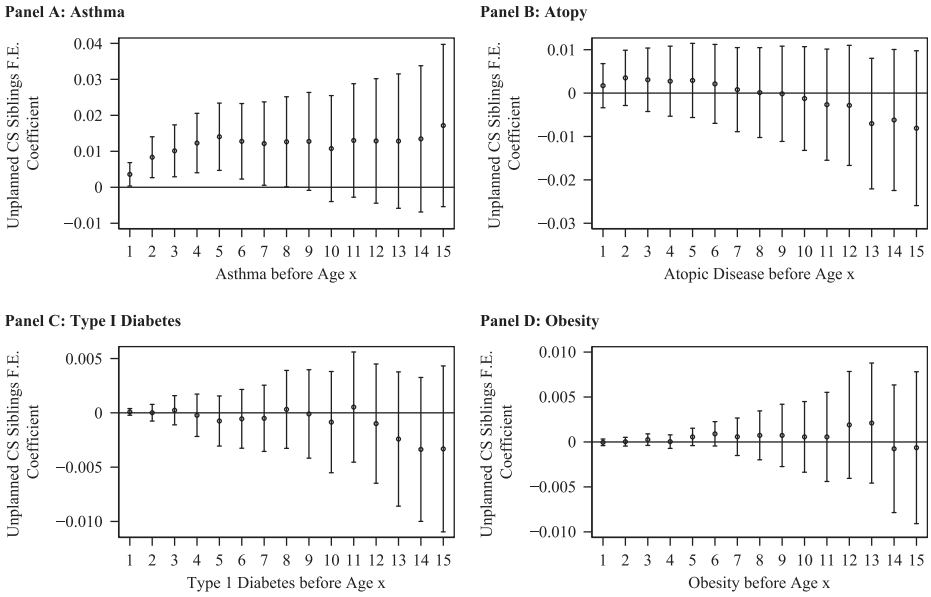 Panel A: Asthma
Unplanned CS Siblings F.E.
Coefficient
0.04
0.03
0.02
0.01
0
−0.01
1 2 3 4 5 6 7 8 9 10 11 12 13 14 15
Asthma before Age x
Panel B: Atopy
Unplanned CS Siblings F.E.
Coefficient
0.01
0
−0.01
−0.02
−0.03
1 2 3 4 5 6 7 8 9 10 11 12 13 14 15
Atopic Disease before Age x
Panel C: Type I Diabetes
Unplanned CS Siblings F.E.
Coefficient
0.005
0
−0.005
−0.010
1 2 3 4 5 6 7 8 9 10 11 12 13 14 15
Type 1 Diabetes before Age x
Panel D: Obesity
Unplanned CS Siblings F.E.
Coefficient
0.010
0.005
0
−0.005
−0.010
1 2 3 4 5 6 7 8 9 10 11 12 13 14 15
Obesity before Age x